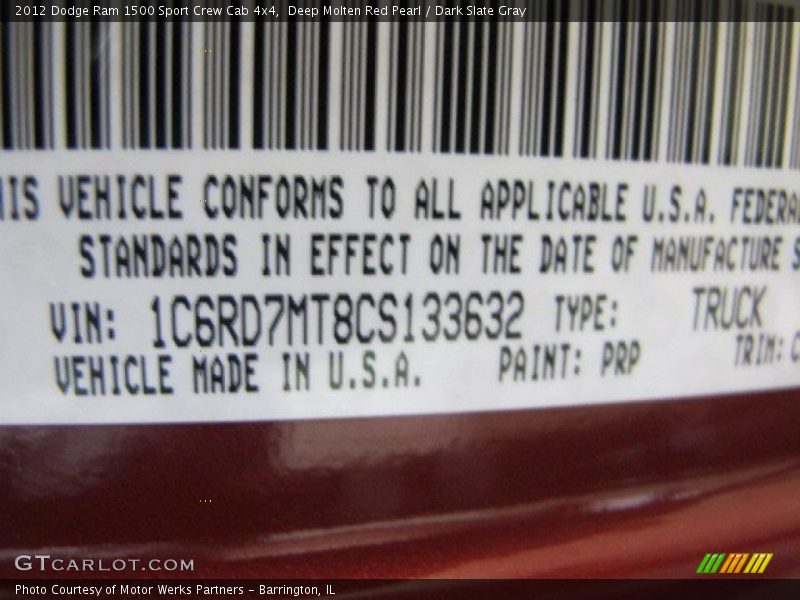 2012 Dodge Ram 1500 Sport Crew Cab 4x4, Deep Molten Red Pearl / Dark Slate Gray
HIS VEHICLE CONFORMS TO ALL APPLICABLE U.S.A. FEDERA
STANDARDS IN EFFECT ON THE DATE OF MANUFACTURE S
VIN: 1C6RD7MT8CS133632 TYPE: TRUCK
VEHICLE MADE IN U.S.A. PAINT: PRP TRIM: C
GTCARLOT.COM
Photo Courtesy of Motor Werks Partners - Barrington, IL